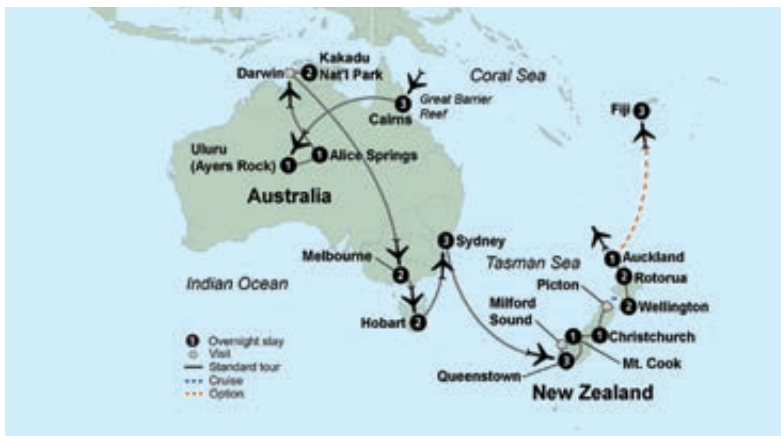 Kakadu
Nat'l Park
2
Darwin
Coral Sea
3
Great Barrier
Reef
Cairns
Fiji 3
Uluru
(Ayers Rock) 1
1 Alice Springs
Australia
3 Sydney
Melbourne
2
Indian Ocean
Tasman Sea
1 Auckland
2 Rotorua
Picton
2 Wellington
Milford
Sound
Hobart 2
1
1 Christchurch
Mt. Cook
Queenstown 3
New Zealand
1 Overnight stay
Visit
Standard tour
Cruise
Option